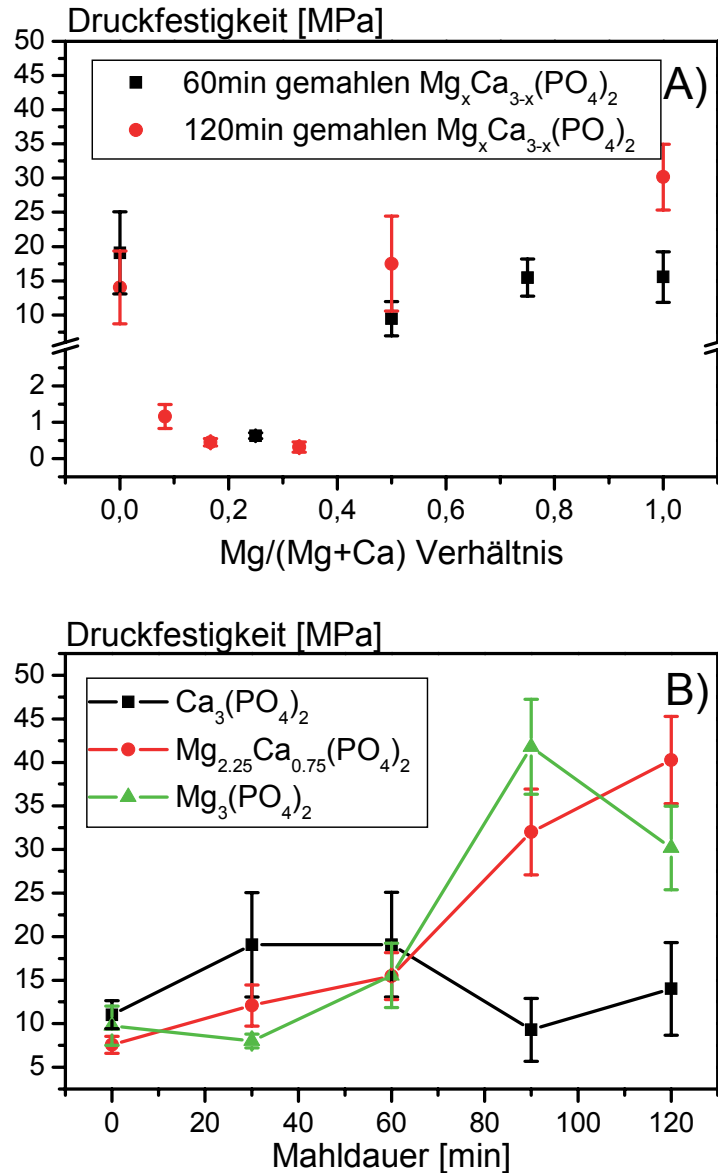 Druckfestigkeit [MPa]
A)
60min gemahlen MgxCa3-x(PO4)2
120min gemahlen MgxCa3-x(PO4)2
50
45
40
35
30
25
20
15
10
2
1
0
0,0 0,2 0,4 0,6 0,8 1,0
Mg/(Mg+Ca) Verhältnis
Druckfestigkeit [MPa]
B)
Ca3(PO4)2
Mg2.25Ca0.75(PO4)2
Mg3(PO4)2
50
45
40
35
30
25
20
15
10
5
0 20 40 60 80 100 120
Mahldauer [min]